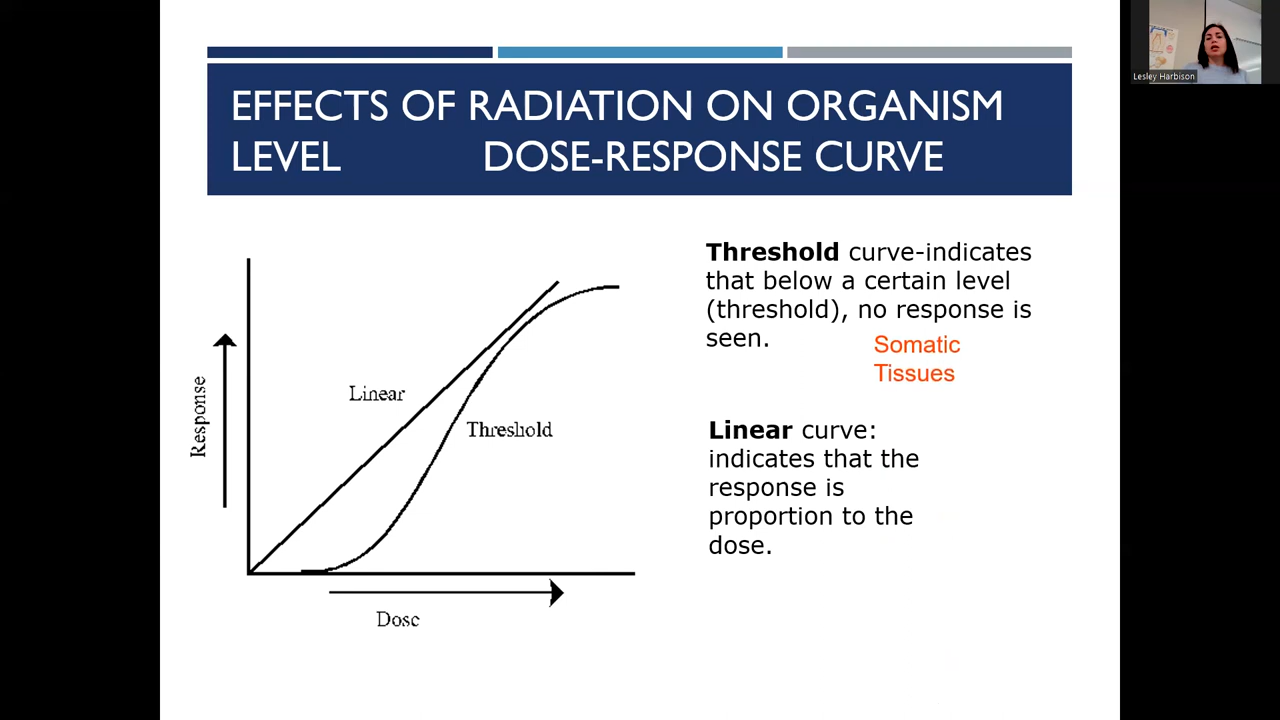 Lesley Harbison
EFFECTS OF RADIATION ON ORGANISM
LEVEL DOSE-RESPONSE CURVE
Threshold curve-indicates
that below a certain level
(threshold), no response is
seen.
Somatic
Tissues
Linear curve:
indicates that the
response is
proportion to the
dose.
Response
Linear
Threshold
Dose